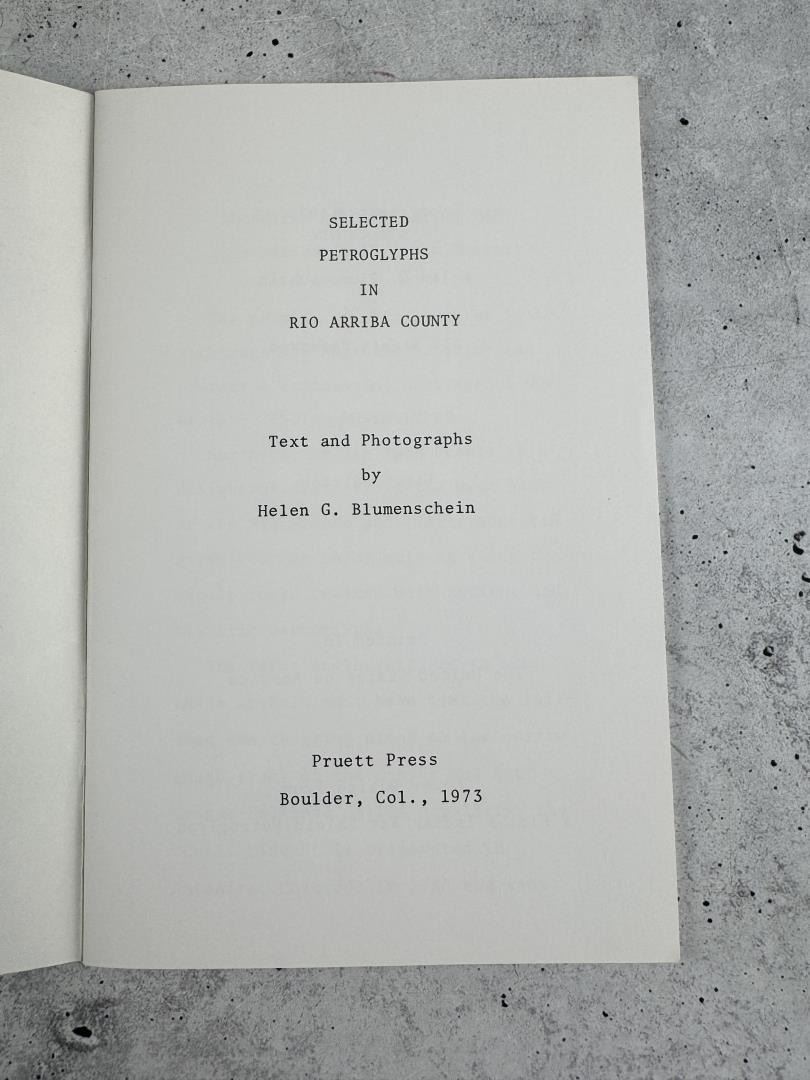 SELECTED
PETROGLYPHS
IN
RIO ARRIBA COUNTY
Text and Photographs
by
Helen G. Blumenschein
Pruett Press
Boulder, Col., 1973